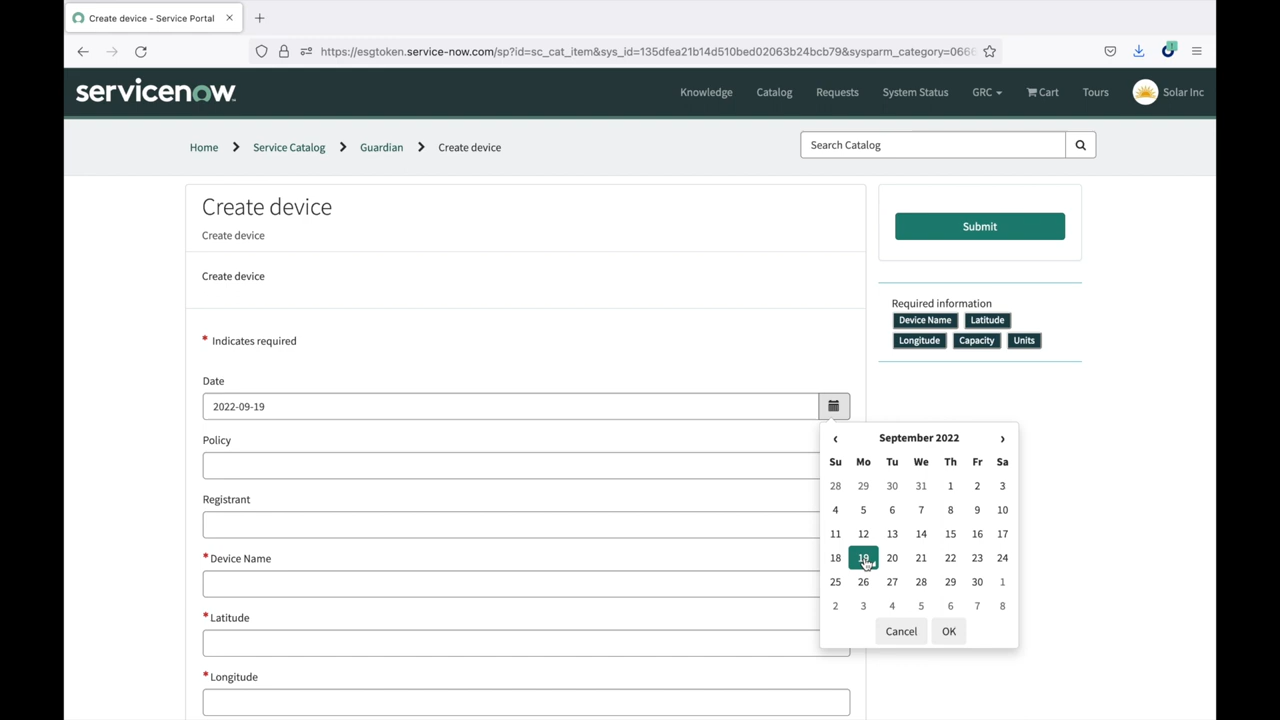 Create device - Service Portal
https://esgtoken.service-now.com/sp?id=sc_cat_item&sys_id=135dfea21b14d510bed02063b24bcb79&sysparm_category=066
servicenow
Knowledge Catalog Requests System Status GRC Cart Tours Solar Inc
Home Service Catalog Guardian Create device
Search Catalog
Create device
Create device
Create device
Submit
Required information
Device Name Latitude
Longitude Capacity Units
* Indicates required
Date
2022-09-19
Policy
Registrant
* Device Name
* Latitude
* Longitude
‹ September 2022 ›
Su Mo Tu We Th Fr Sa
28 29 30 31 1 2 3
4 5 6 7 8 9 10
11 12 13 14 15 16 17
18 19 20 21 22 23 24
25 26 27 28 29 30 1
2 3 4 5 6 7 8
Cancel OK